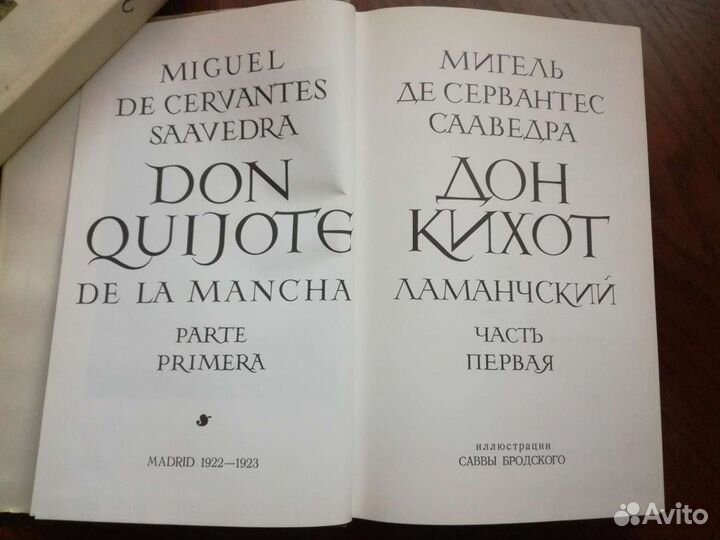 MIGUEL
DE CERVANTES
SAAVEDRA
DON
QUIJOTE
DE LA MANCHA
PARTE
PRIMERA
MADRID 1922—1923
МИГЕЛЬ
ДЕ СЕРВАНТЕС
СААВЕДРА
ДОН
КИХОТ
ЛАМАНЧСКИЙ
ЧАСТЬ
ПЕРВАЯ
иллюстрации
САВВЫ БРОДСКОГО
Avito